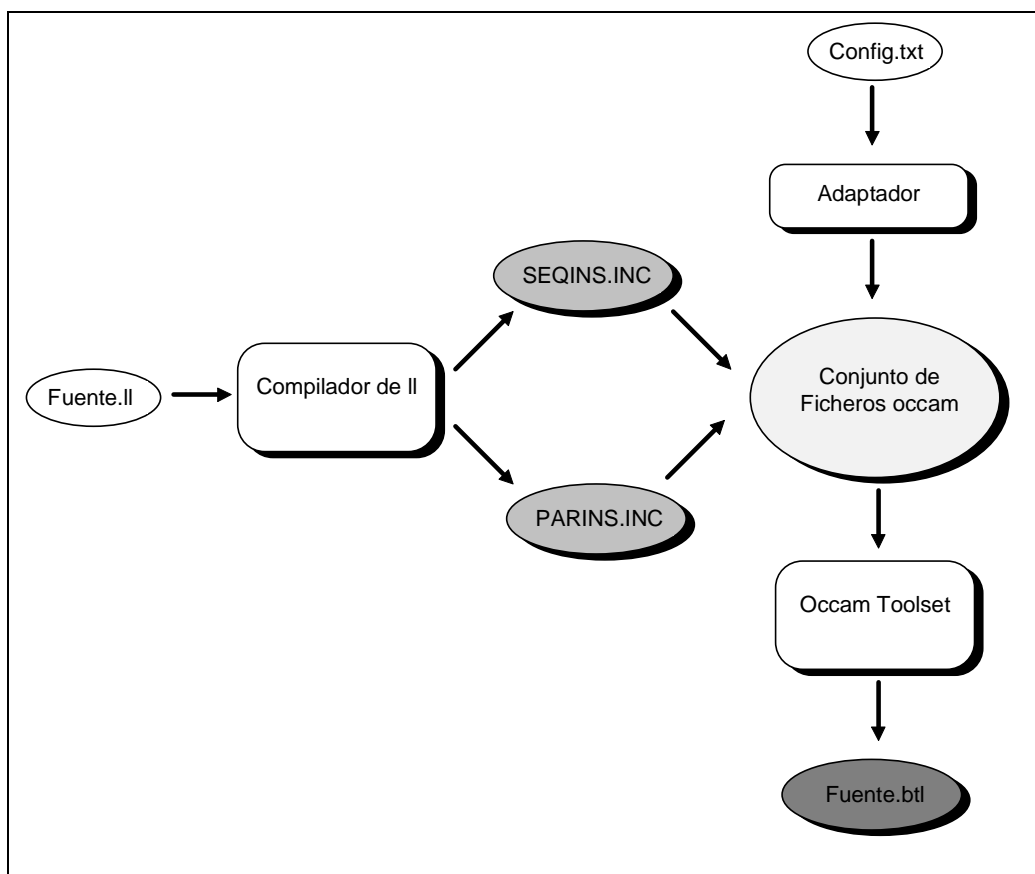 Config.txt
Adaptador
SEQINS.INC
Fuente.ll
Compilador de ll
Conjunto de
Ficheros occam
PARINS.INC
Occam Toolset
Fuente.btl